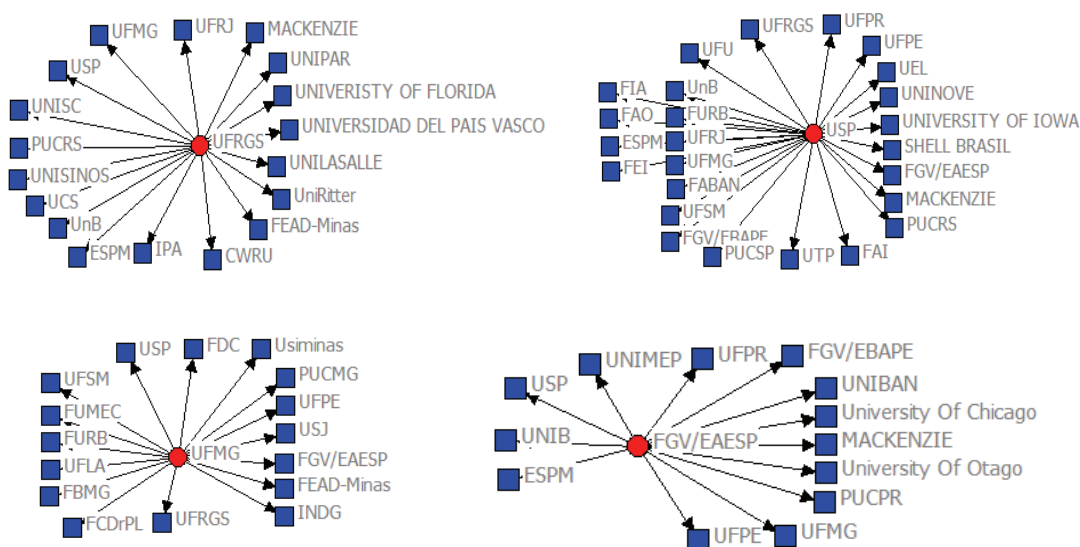 UFMG
UFRJ
MACKENZIE
USP
UNIPAR
UNISC
UNIVERISTY OF FLORIDA
UNIVERSIDAD DEL PAIS VASCO
PUCRS
UFRGS
UNILASALLE
UNISINOS
UniRitter
UCS
UnB
FEAD-Minas
ESPM
IPA
CWRU
UFRGS
UFPR
UFU
UFPE
UEL
FIA
UnB
UNINOVE
FAO
FURB
UNIVERSITY OF IOWA
USP
ESPM
UFRJ
SHELL BRASIL
FEI
UFMG
FGV/EAESP
FABAN
MACKENZIE
UFSM
PUCRS
FGV/EBAPE
PUCSP
UTP
FAI
USP
FDC
Usiminas
UFSM
PUCMG
FUMEC
UFPE
FURB
USJ
UFLA
UFMG
FGV/EAESP
FBMG
FEAD-Minas
FCDrPL
UFRGS
INDG
UNIMEP
UFPR
FGV/EBAPE
USP
UNIBAN
University Of Chicago
UNIB
FGV/EAESP
MACKENZIE
ESPM
University Of Otago
PUCPR
UFPE
UFMG